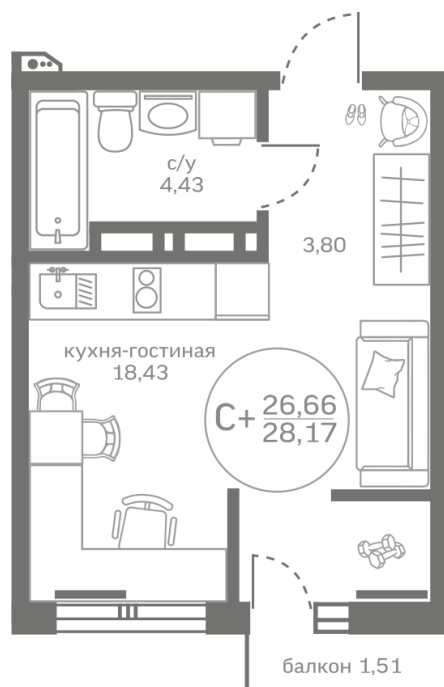 с/у
4,43
3,80
кухня-гостиная
18,43
С+ 26,66
28,17
балкон 1,51